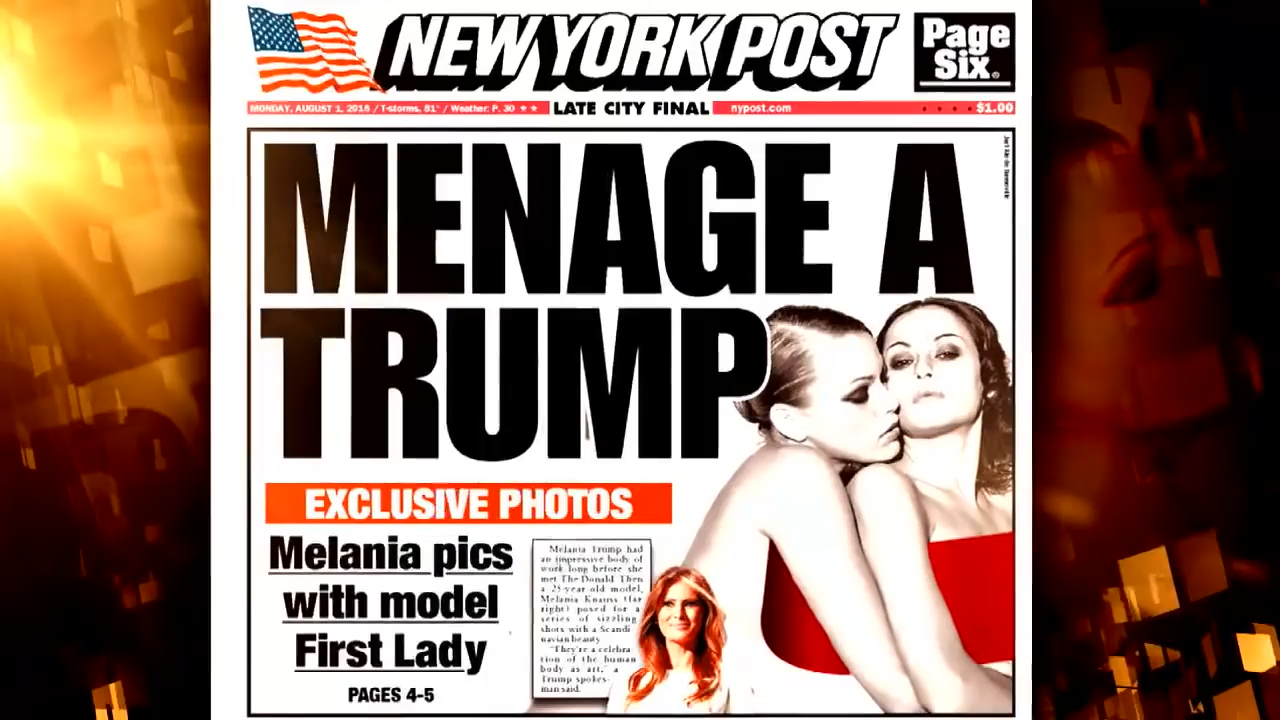 NEW YORK POST
Page
Six®
MONDAY, AUGUST 1, 2016 / T-storms, 81° / Weather: P. 30 ★ ★
LATE CITY FINAL
nypost.com
$1.00
MENAGE A
TRUMP
EXCLUSIVE PHOTOS
Melania pics
with model
First Lady
PAGES 4-5
Melania Trump had
an impressive body of
work long before she
met The Donald. Then
a 25-year-old model,
Melania Knauss (far
right) posed for a
series of sizzling
shots with a Scandi
navian beauty.
"They're a celebra
tion of the human
body as art," a
Trump spokes-
man said.